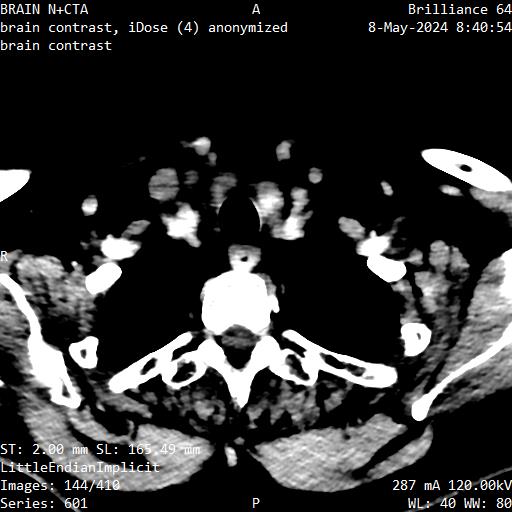 BRAIN N+CTA
A
Brilliance 64
brain contrast, iDose (4) anonymized
8-May-2024 8:40:54
brain contrast
R
ST: 2.00 mm SL: 165.49 mm
LittleEndianImplicit
Images: 144/410
287 mA 120.00kV
Series: 601
P
WL: 40 WW: 80